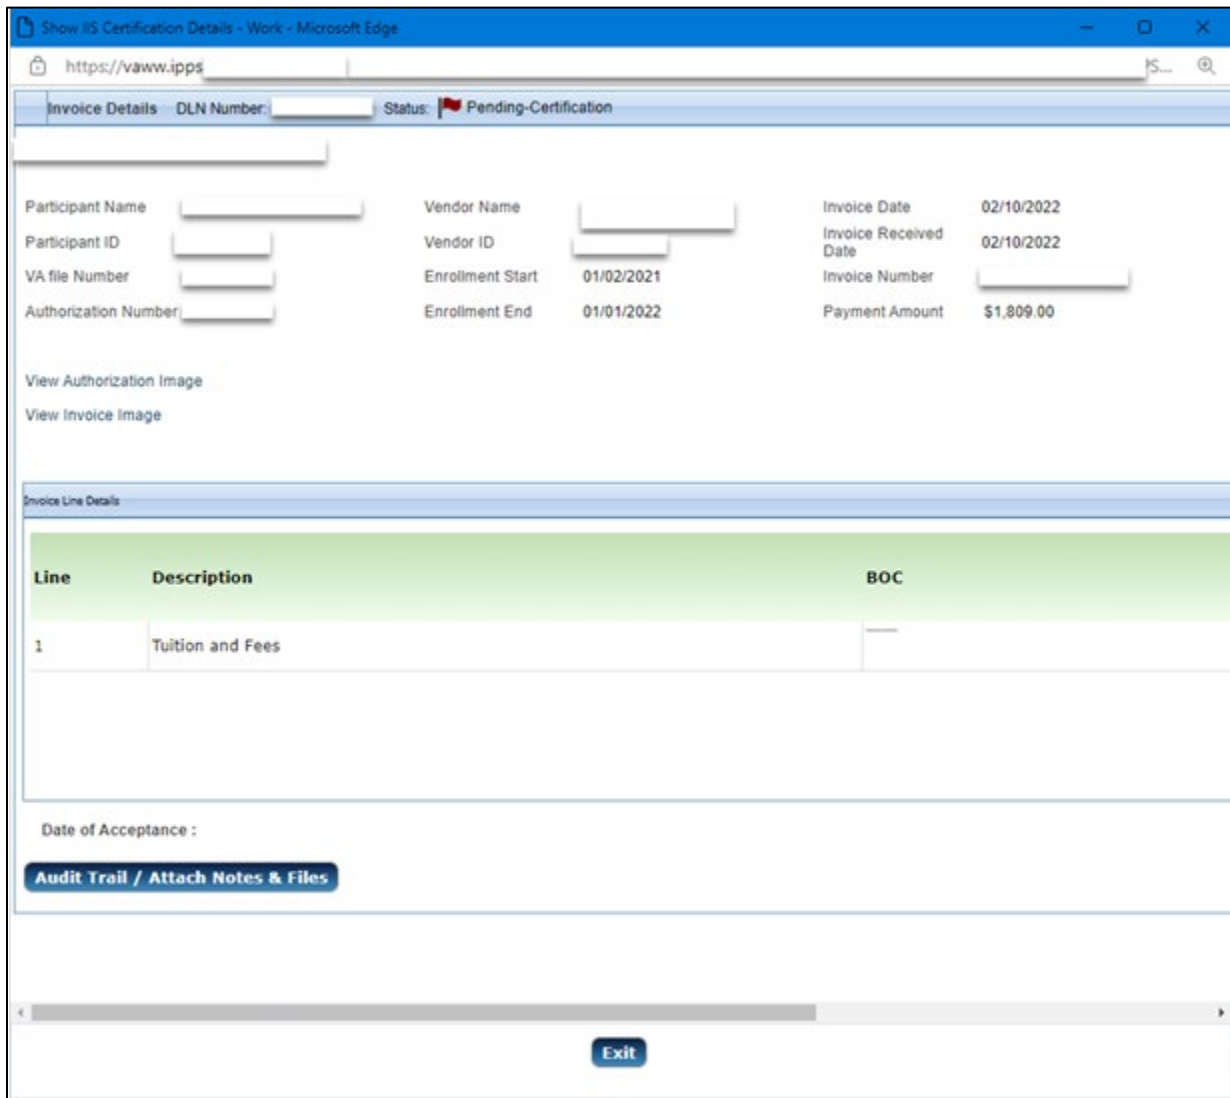 Show IIS Certification Details - Work - Microsoft Edge
https://vaww.ipps
Invoice Details DLN Number: Status: Pending-Certification
Participant Name Vendor Name Invoice Date 02/10/2022
Participant ID Vendor ID Invoice Received Date 02/10/2022
VA file Number Enrollment Start 01/02/2021 Invoice Number
Authorization Number Enrollment End 01/01/2022 Payment Amount $1,809.00
View Authorization Image
View Invoice Image
Invoice Line Details
Line Description BOC
1 Tuition and Fees
Date of Acceptance :
Audit Trail / Attach Notes & Files
Exit